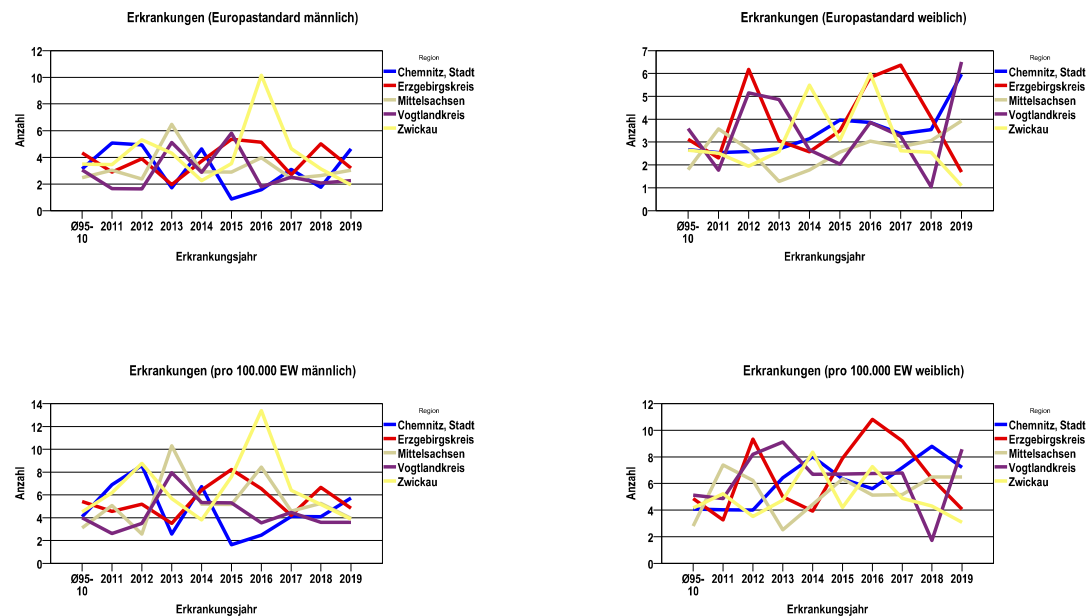 Erkrankungen (Europastandard männlich)
Anzahl
12
10
8
6
4
2
0
Ø95-
10
2011 2012 2013 2014 2015 2016 2017 2018 2019
Erkrankungsjahr
Region
Chemnitz, Stadt
Erzgebirgskreis
Mittelsachsen
Vogtlandkreis
Zwickau
Erkrankungen (Europastandard weiblich)
Anzahl
7
6
5
4
3
2
1
0
Ø95-
10
2011 2012 2013 2014 2015 2016 2017 2018 2019
Erkrankungsjahr
Region
Chemnitz, Stadt
Erzgebirgskreis
Mittelsachsen
Vogtlandkreis
Zwickau
Erkrankungen (pro 100.000 EW männlich)
Anzahl
14
12
10
8
6
4
2
0
Ø95-
10
2011 2012 2013 2014 2015 2016 2017 2018 2019
Erkrankungsjahr
Region
Chemnitz, Stadt
Erzgebirgskreis
Mittelsachsen
Vogtlandkreis
Zwickau
Erkrankungen (pro 100.000 EW weiblich)
Anzahl
12
10
8
6
4
2
0
Ø95-
10
2011 2012 2013 2014 2015 2016 2017 2018 2019
Erkrankungsjahr
Region
Chemnitz, Stadt
Erzgebirgskreis
Mittelsachsen
Vogtlandkreis
Zwickau